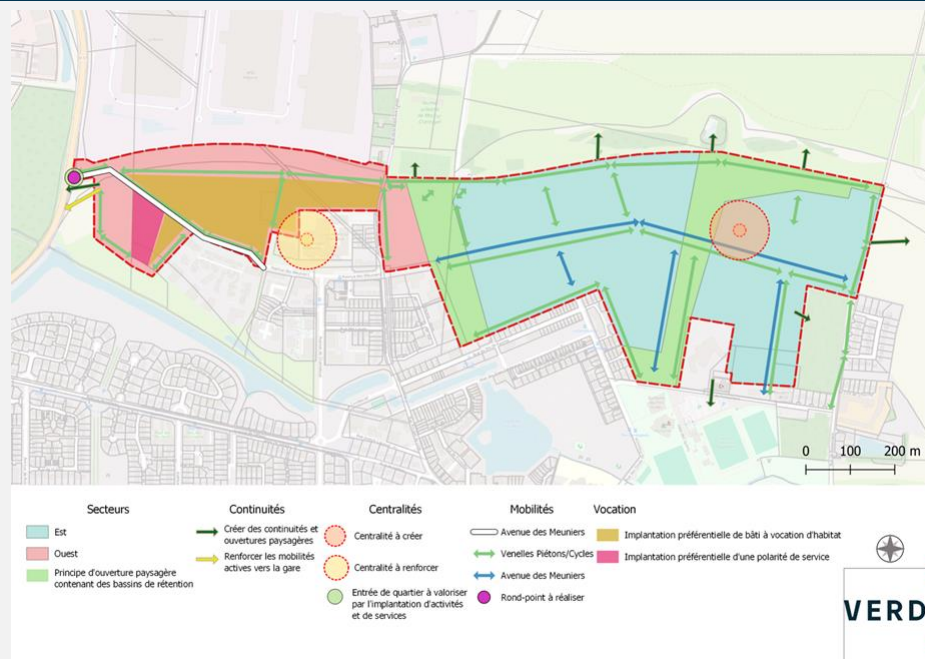 0 100 200 m
Secteurs
Est
Ouest
Principe d'ouverture paysagère
contenant des bassins de rétention
Continuités
Créer des continuités et
ouvertures paysagères
Renforcer les mobilités
actives vers la gare
Centralités
Centralité à créer
Centralité à renforcer
Entrée de quartier à valoriser
par l'implantation d'activités
et de services
Mobilités
Avenue des Meuniers
Venelles Piétons/Cycles
Avenue des Meuniers
Rond-point à réaliser
Vocation
Implantation préférentielle de bâti à vocation d'habitat
Implantation préférentielle d'une polarité de service
VERD